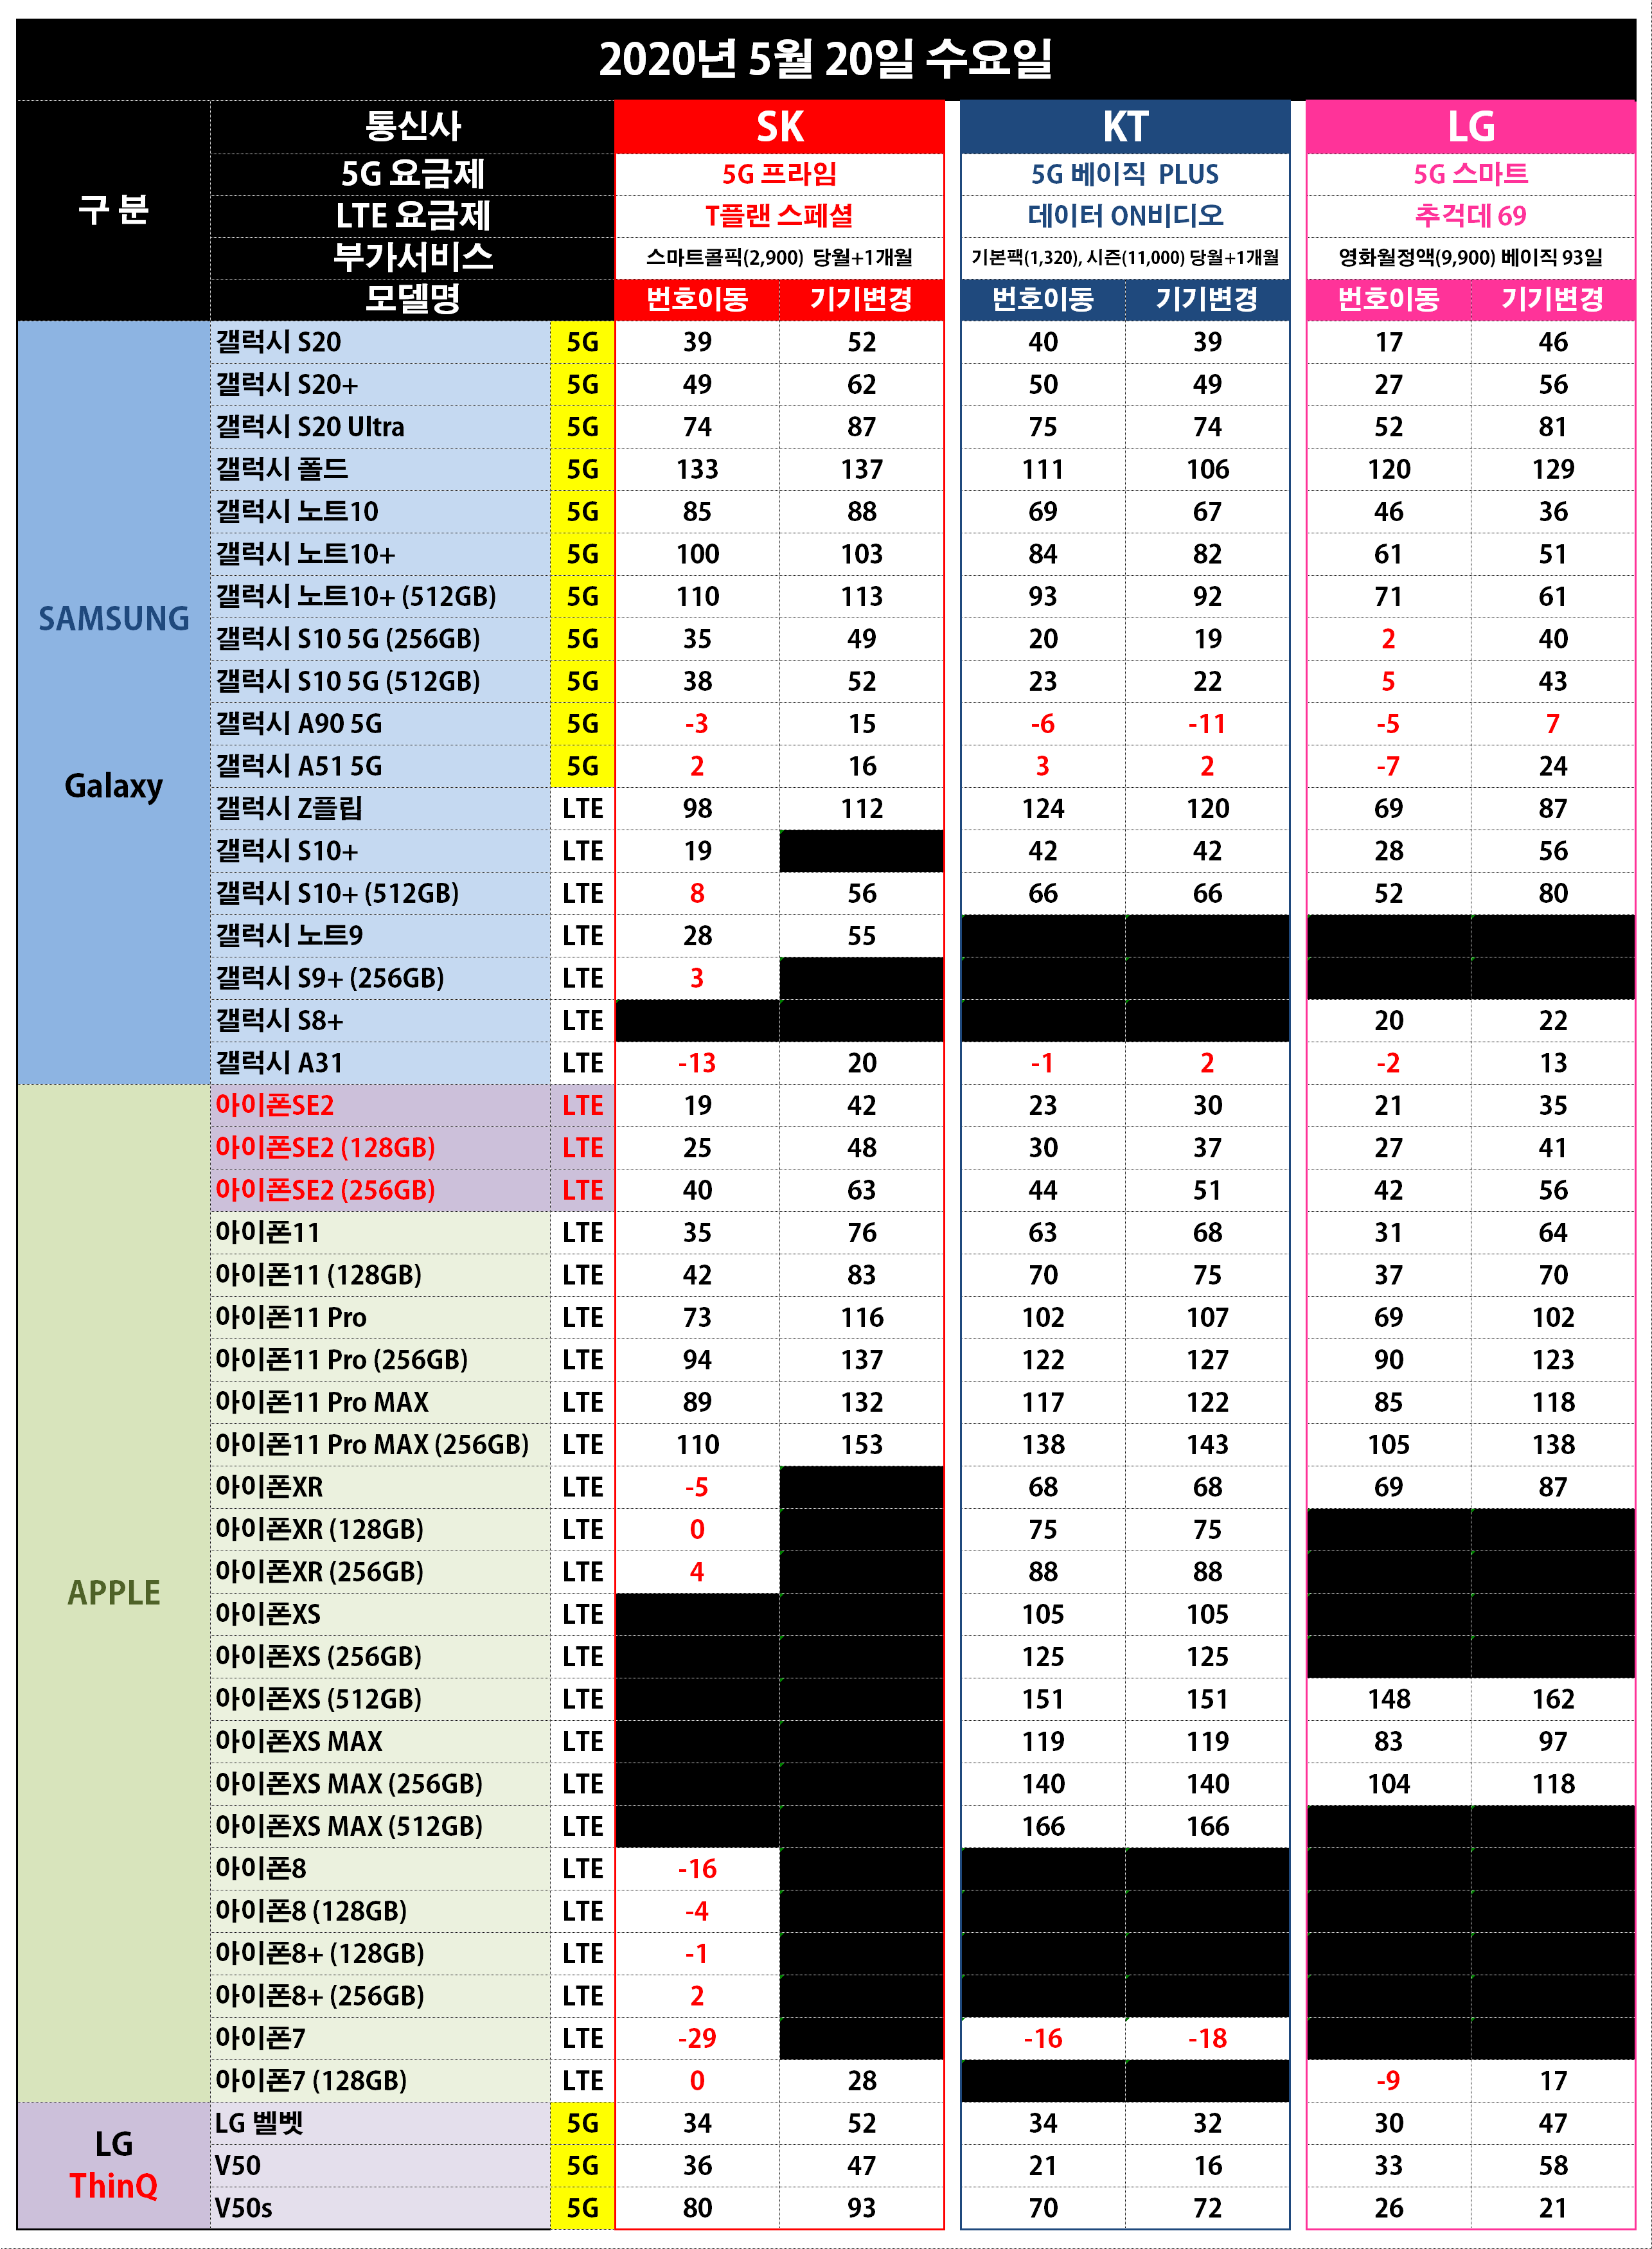 2020년 5월 20일 수요일
구 분 통신사 SK KT LG
5G 요금제 5G 프라임 5G 베이직 PLUS 5G 스마트
LTE 요금제 T플랜 스페셜 데이터 ON비디오 추걱데 69
부가서비스 스마트콜픽(2,900) 당월+1개월 기본팩(1,320), 시즌(11,000) 당월+1개월 영화월정액(9,900) 베이직 93일
모델명 번호이동 기기변경 번호이동 기기변경 번호이동 기기변경
SAMSUNG
Galaxy
갤럭시 S20 5G 39 52 40 39 17 46
갤럭시 S20+ 5G 49 62 50 49 27 56
갤럭시 S20 Ultra 5G 74 87 75 74 52 81
갤럭시 폴드 5G 133 137 111 106 120 129
갤럭시 노트10 5G 85 88 69 67 46 36
갤럭시 노트10+ 5G 100 103 84 82 61 51
갤럭시 노트10+ (512GB) 5G 110 113 93 92 71 61
갤럭시 S10 5G (256GB) 5G 35 49 20 19 2 40
갤럭시 S10 5G (512GB) 5G 38 52 23 22 5 43
갤럭시 A90 5G 5G -3 15 -6 -11 -5 7
갤럭시 A51 5G 5G 2 16 3 2 -7 24
갤럭시 Z플립 LTE 98 112 124 120 69 87
갤럭시 S10+ LTE 19 42 42 28 56
갤럭시 S10+ (512GB) LTE 8 56 66 66 52 80
갤럭시 노트9 LTE 28 55
갤럭시 S9+ (256GB) LTE 3
갤럭시 S8+ LTE 20 22
갤럭시 A31 LTE -13 20 -1 2 -2 13
APPLE
아이폰SE2 LTE 19 42 23 30 21 35
아이폰SE2 (128GB) LTE 25 48 30 37 27 41
아이폰SE2 (256GB) LTE 40 63 44 51 42 56
아이폰11 LTE 35 76 63 68 31 64
아이폰11 (128GB) LTE 42 83 70 75 37 70
아이폰11 Pro LTE 73 116 102 107 69 102
아이폰11 Pro (256GB) LTE 94 137 122 127 90 123
아이폰11 Pro MAX LTE 89 132 117 122 85 118
아이폰11 Pro MAX (256GB) LTE 110 153 138 143 105 138
아이폰XR LTE -5 68 68 69 87
아이폰XR (128GB) LTE 0 75 75
아이폰XR (256GB) LTE 4 88 88
아이폰XS LTE 105 105
아이폰XS (256GB) LTE 125 125
아이폰XS (512GB) LTE 151 151 148 162
아이폰XS MAX LTE 119 119 83 97
아이폰XS MAX (256GB) LTE 140 140 104 118
아이폰XS MAX (512GB) LTE 166 166
아이폰8 LTE -16
아이폰8 (128GB) LTE -4
아이폰8+ (128GB) LTE -1
아이폰8+ (256GB) LTE 2
아이폰7 LTE -29 -16 -18
아이폰7 (128GB) LTE 0 28 -9 17
LG
ThinQ
LG 벨벳 5G 34 52 34 32 30 47
V50 5G 36 47 21 16 33 58
V50s 5G 80 93 70 72 26 21